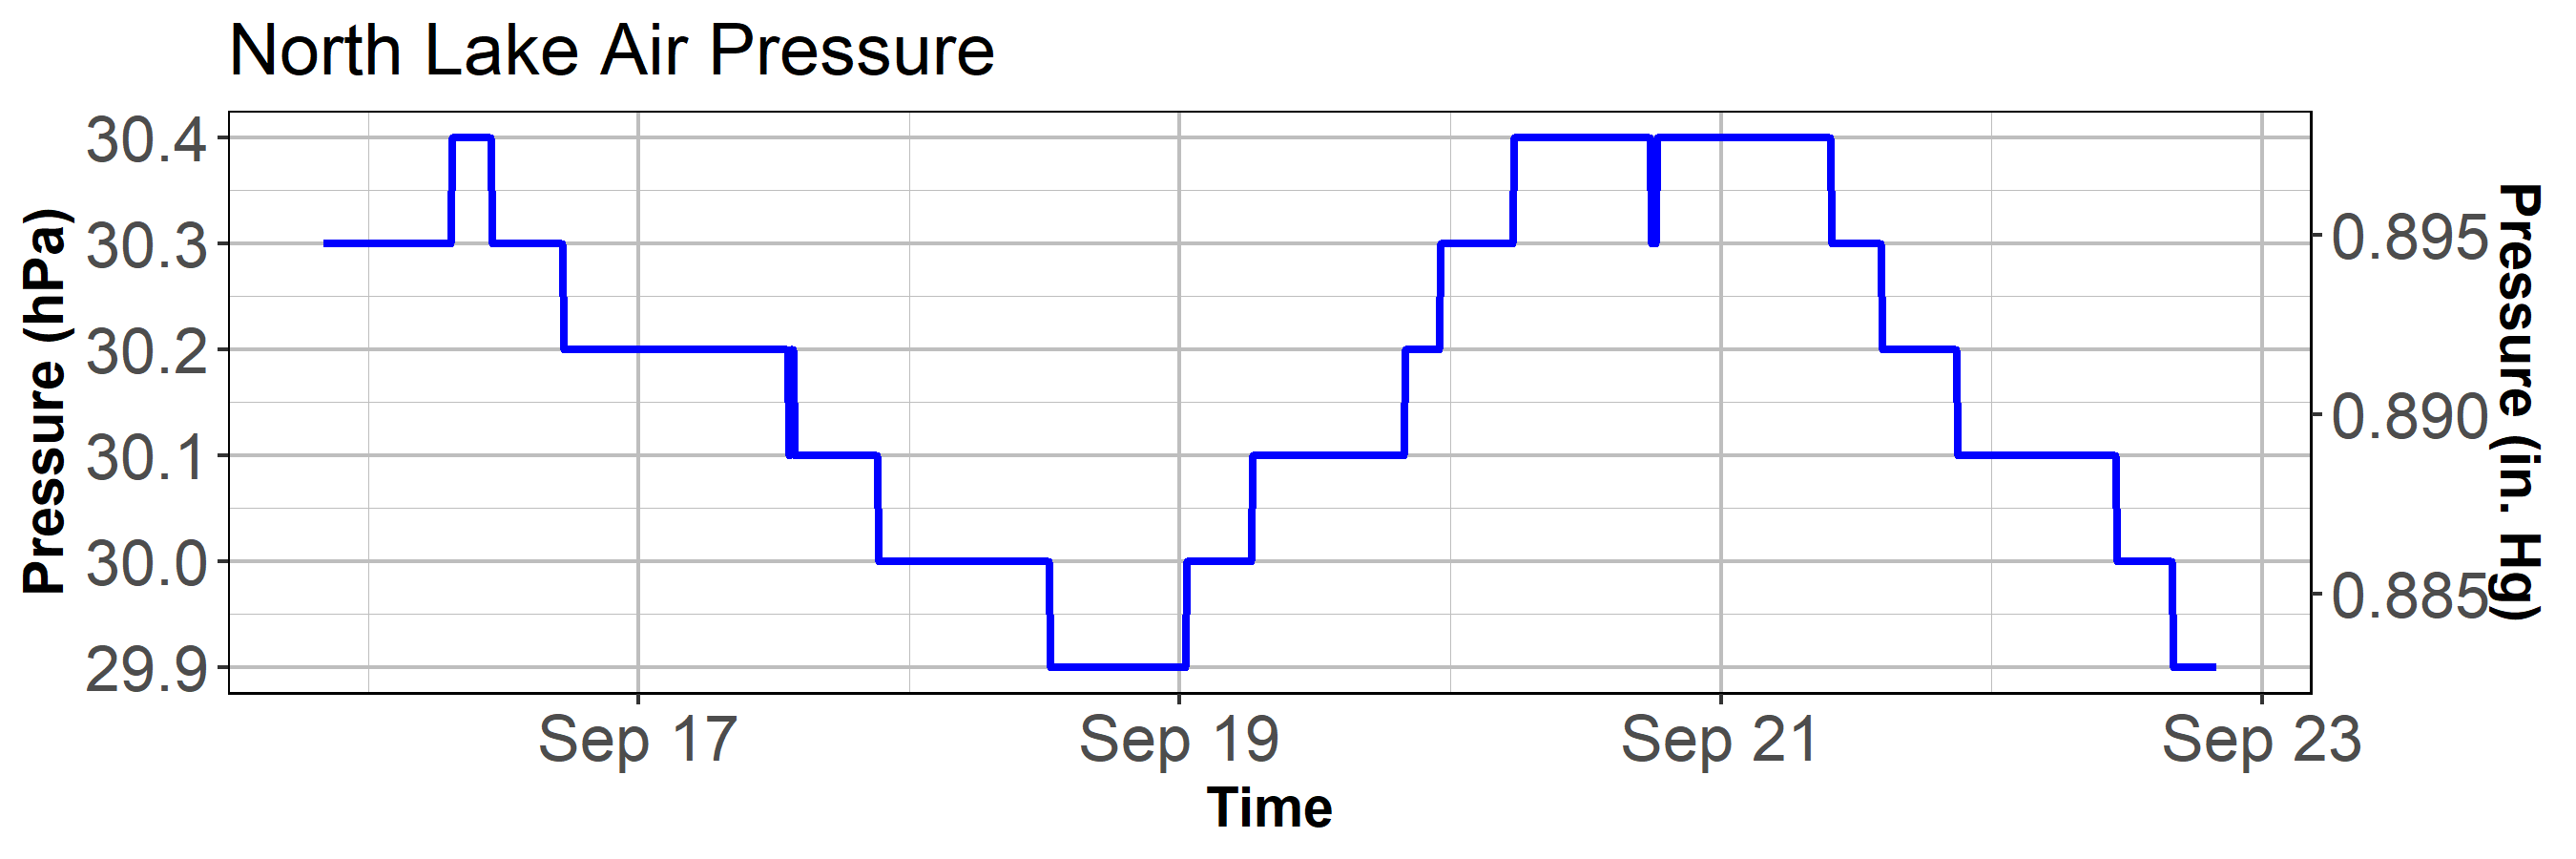 North Lake Air Pressure
Pressure (hPa)
30.4
30.3
30.2
30.1
30.0
29.9
0.895
0.890
0.885
Pressure (in. Hg)
Sep 17
Sep 19
Sep 21
Sep 23
Time